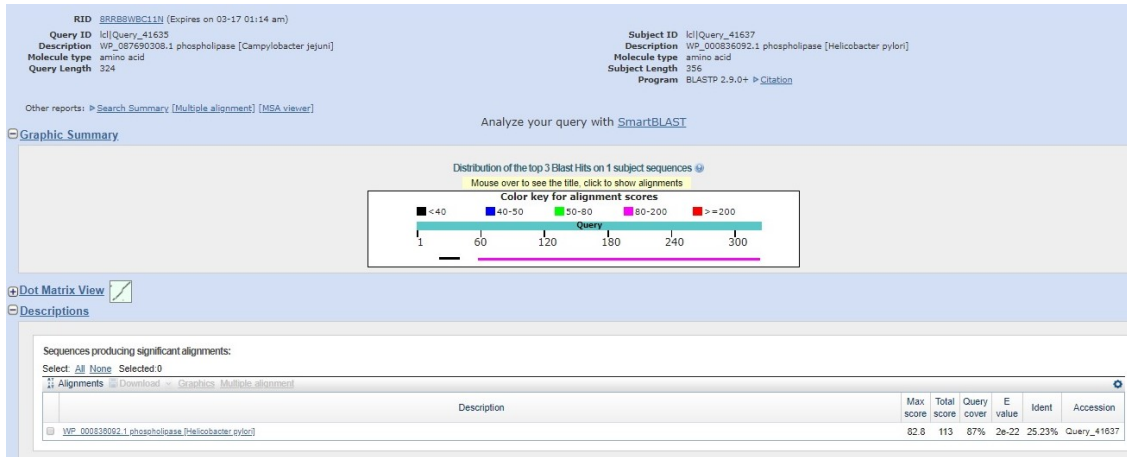 RID 8RRB8WBC11N (Expires on 03-17 01:14 am)
Query ID lcl|Query_41635
Description WP_087690308.1 phospholipase [Campylobacter jejuni]
Molecule type amino acid
Query Length 324
Subject ID lcl|Query_41637
Description WP_000836092.1 phospholipase [Helicobacter pylori]
Molecule type amino acid
Subject Length 356
Program BLASTP 2.9.0+ Citation
Other reports: Search Summary [Multiple alignment] [MSA viewer]
Analyze your query with SmartBLAST
Graphic Summary
Distribution of the top 3 Blast Hits on 1 subject sequences
Mouse over to see the title, click to show alignments
Color key for alignment scores
<40 40-50 50-80 80-200 >=200
Query
1 60 120 180 240 300
Dot Matrix View
Descriptions
Sequences producing significant alignments:
Select: All None Selected:0
Alignments Download Graphics Multiple alignment
Description Max score Total score Query cover E value Ident Accession
WP_000836092.1 phospholipase [Helicobacter pylori] 82.8 113 87% 2e-22 25.23% Query_41637